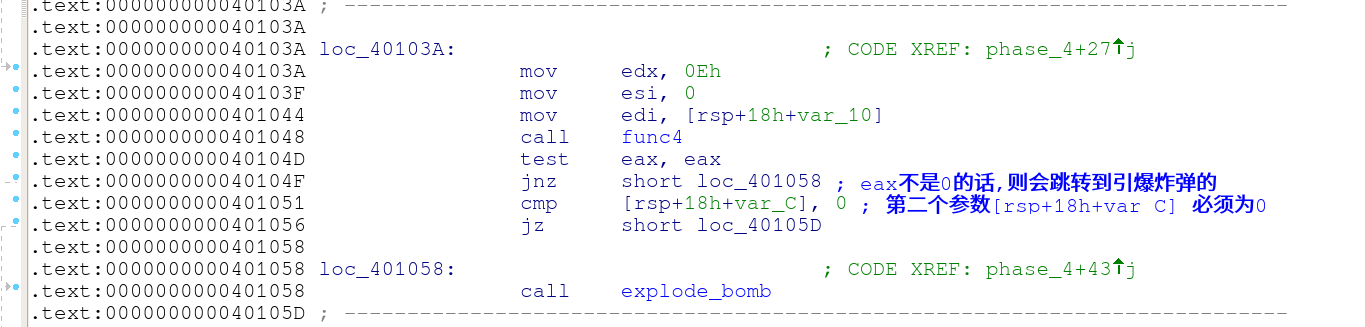 .text:000000000040103A ; ---------------------------------------------------------------------------
.text:000000000040103A
.text:000000000040103A loc_40103A: ; CODE XREF: phase_4+27↑j
.text:000000000040103A mov edx, 0Eh
.text:000000000040103F mov esi, 0
.text:0000000000401044 mov edi, [rsp+18h+var_10]
.text:0000000000401048 call func4
.text:000000000040104D test eax, eax
.text:000000000040104F jnz short loc_401058 ; eax不是0的话,则会跳转到引爆炸弹的
.text:0000000000401051 cmp [rsp+18h+var_C], 0 ; 第二个参数[rsp+18h+var_C] 必须为0
.text:0000000000401056 jz short loc_40105D
.text:0000000000401058
.text:0000000000401058 loc_401058: ; CODE XREF: phase_4+43↑j
.text:0000000000401058 call explode_bomb
.text:000000000040105D ; ---------------------------------------------------------------------------